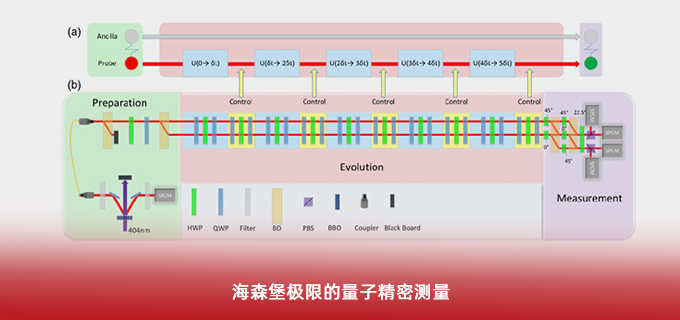 (a)
Ancilla
Probe
U(0→ δt)
U(δt→ 2δt)
U(2δt→ 3δt)
U(3δt→ 4δt)
U(4δt→ 5δt)
(b)
Control
Control
Control
Control
Control
Preparation
Evolution
Measurement
45°
45°
22.5°
0°
45°
SPCM
SPCM
SPCM
SPCM
SPCM
404nm
HWP
QWP
Filter
BD
PBS
BBO
Coupler
Black Board
海森堡极限的量子精密测量